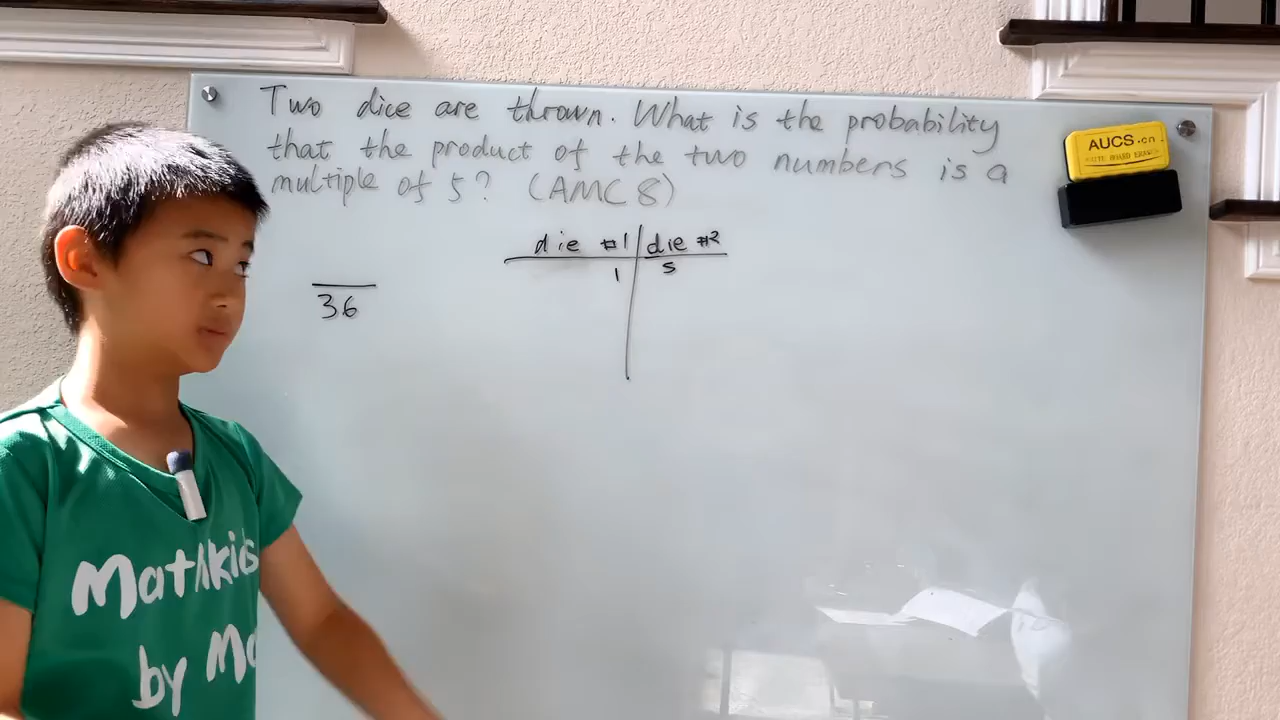 Two dice are thrown. What is the probability
that the product of the two numbers is a
multiple of 5? (AMC 8)
AUCS.cn
die #1 die #2
1 5
36
Mathkids
by